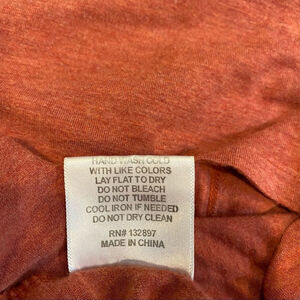 HAND WASH COLD
WITH LIKE COLORS
LAY FLAT TO DRY
DO NOT BLEACH
DO NOT TUMBLE
COOL IRON IF NEEDED
DO NOT DRY CLEAN
RN# 132897
MADE IN CHINA